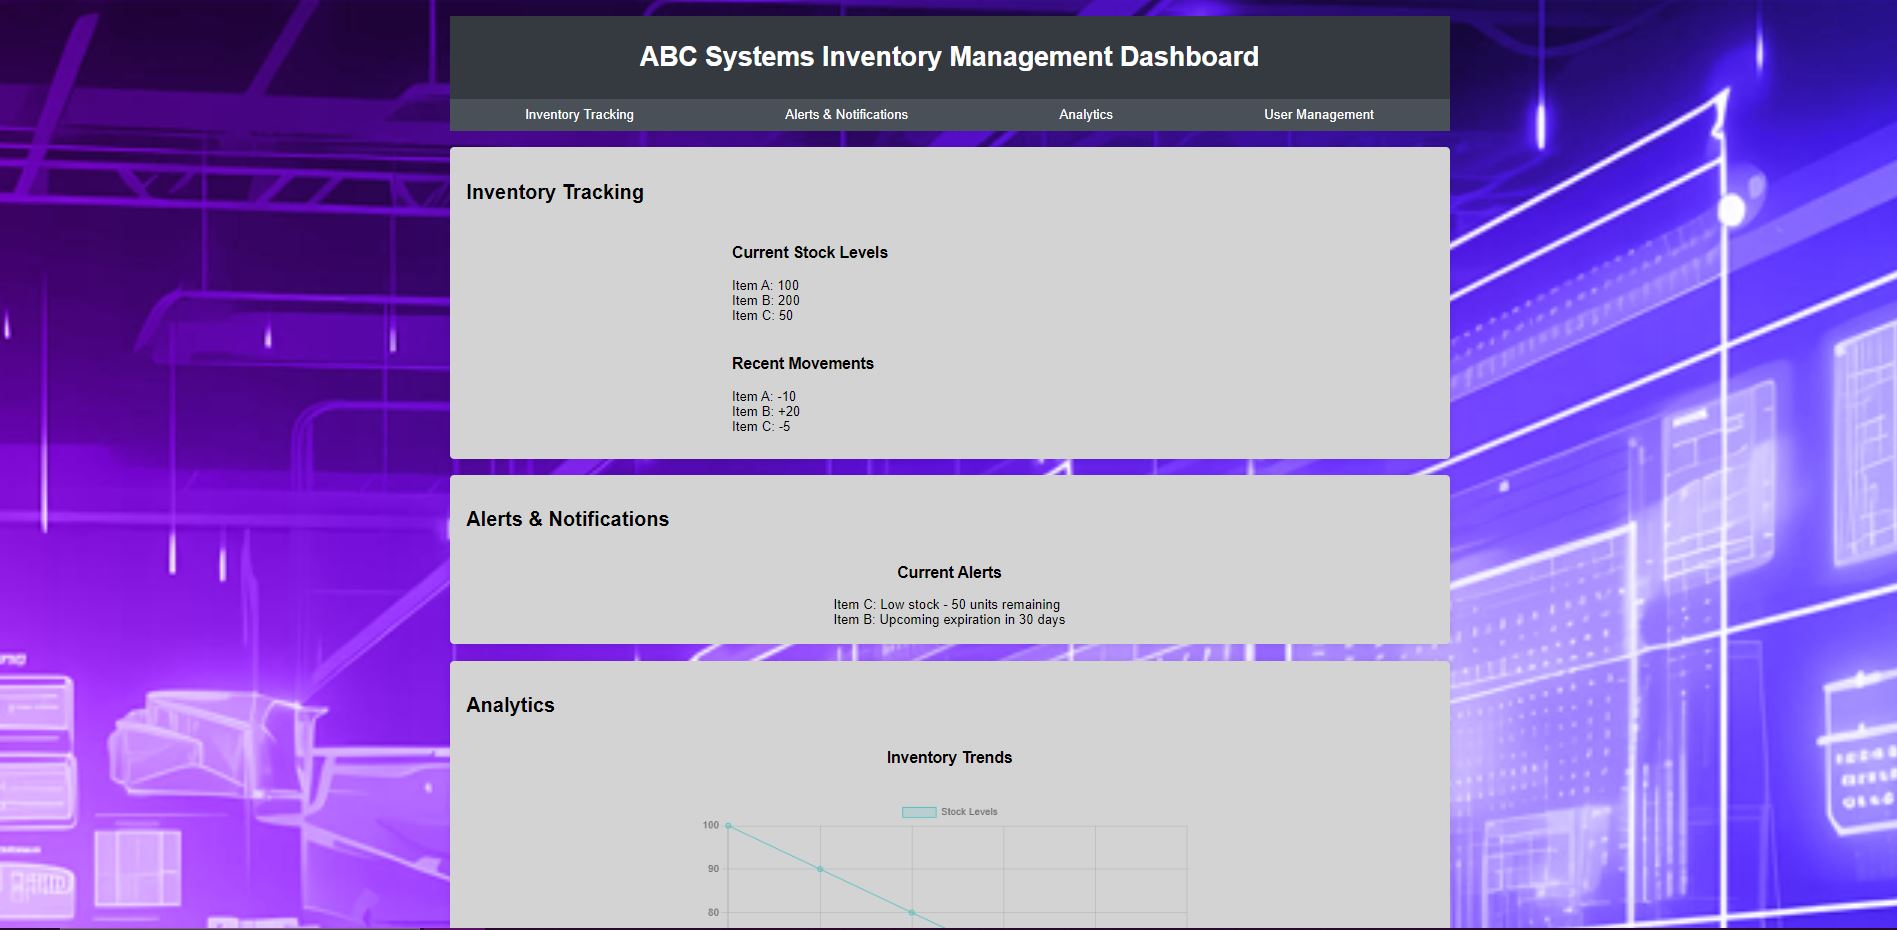 ABC Systems Inventory Management Dashboard
Inventory Tracking
Alerts & Notifications
Analytics
User Management
Inventory Tracking
Current Stock Levels
Item A: 100
Item B: 200
Item C: 50
Recent Movements
Item A: -10
Item B: +20
Item C: -5
Alerts & Notifications
Current Alerts
Item C: Low stock - 50 units remaining
Item B: Upcoming expiration in 30 days
Analytics
Inventory Trends
Stock Levels
100
90
80